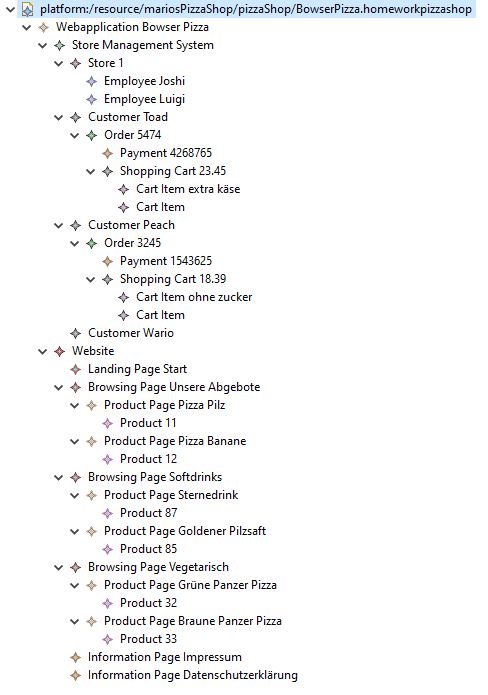 platform:/resource/mariosPizzaShop/pizzaShop/BowserPizza.homeworkpizzashop
Webapplication Bowser Pizza
Store Management System
Store 1
Employee Joshi
Employee Luigi
Customer Toad
Order 5474
Payment 4268765
Shopping Cart 23.45
Cart Item extra käse
Cart Item
Customer Peach
Order 3245
Payment 1543625
Shopping Cart 18.39
Cart Item ohne zucker
Cart Item
Customer Wario
Website
Landing Page Start
Browsing Page Unsere Abgebote
Product Page Pizza Pilz
Product 11
Product Page Pizza Banane
Product 12
Browsing Page Softdrinks
Product Page Sternedrink
Product 87
Product Page Goldener Pilzsaft
Product 85
Browsing Page Vegetarisch
Product Page Grüne Panzer Pizza
Product 32
Product Page Braune Panzer Pizza
Product 33
Information Page Impressum
Information Page Datenschutzerklärung